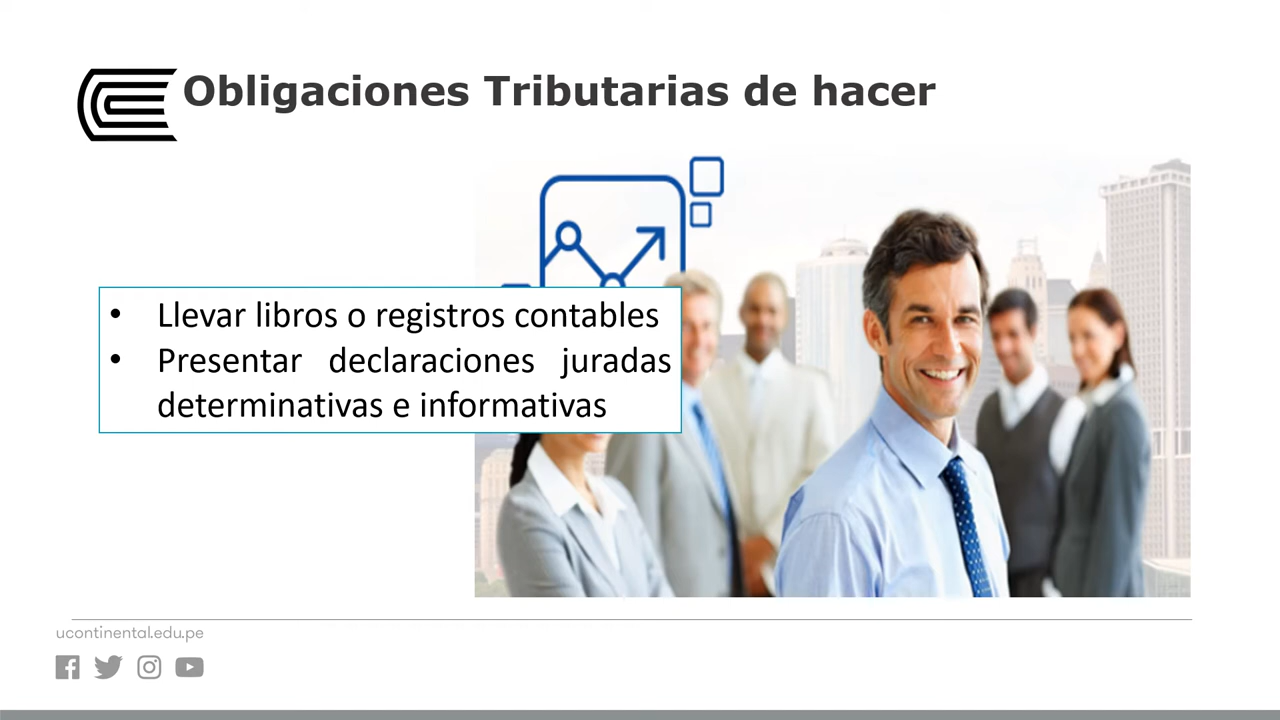 Obligaciones Tributarias de hacer
• Llevar libros o registros contables
• Presentar declaraciones juradas
determinativas e informativas
ucontinental.edu.pe